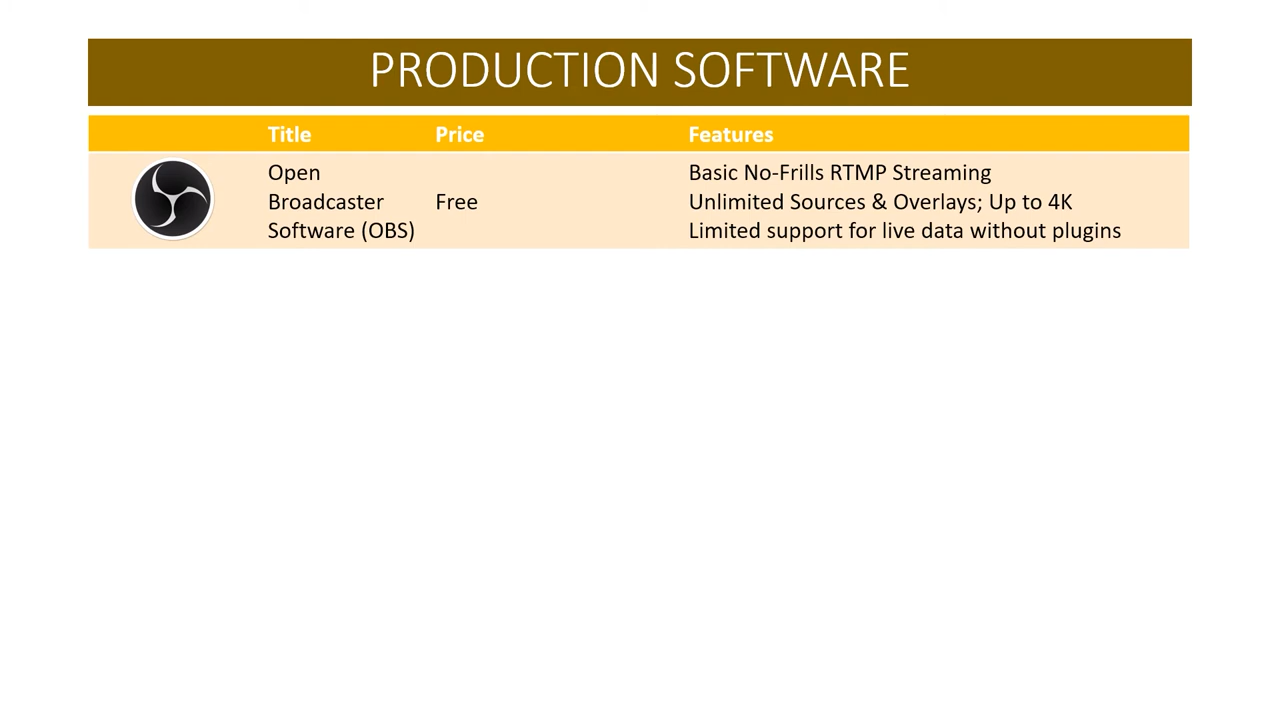 PRODUCTION SOFTWARE
Title Price Features
Open
Broadcaster
Software (OBS)
Free
Basic No-Frills RTMP Streaming
Unlimited Sources & Overlays; Up to 4K
Limited support for live data without plugins